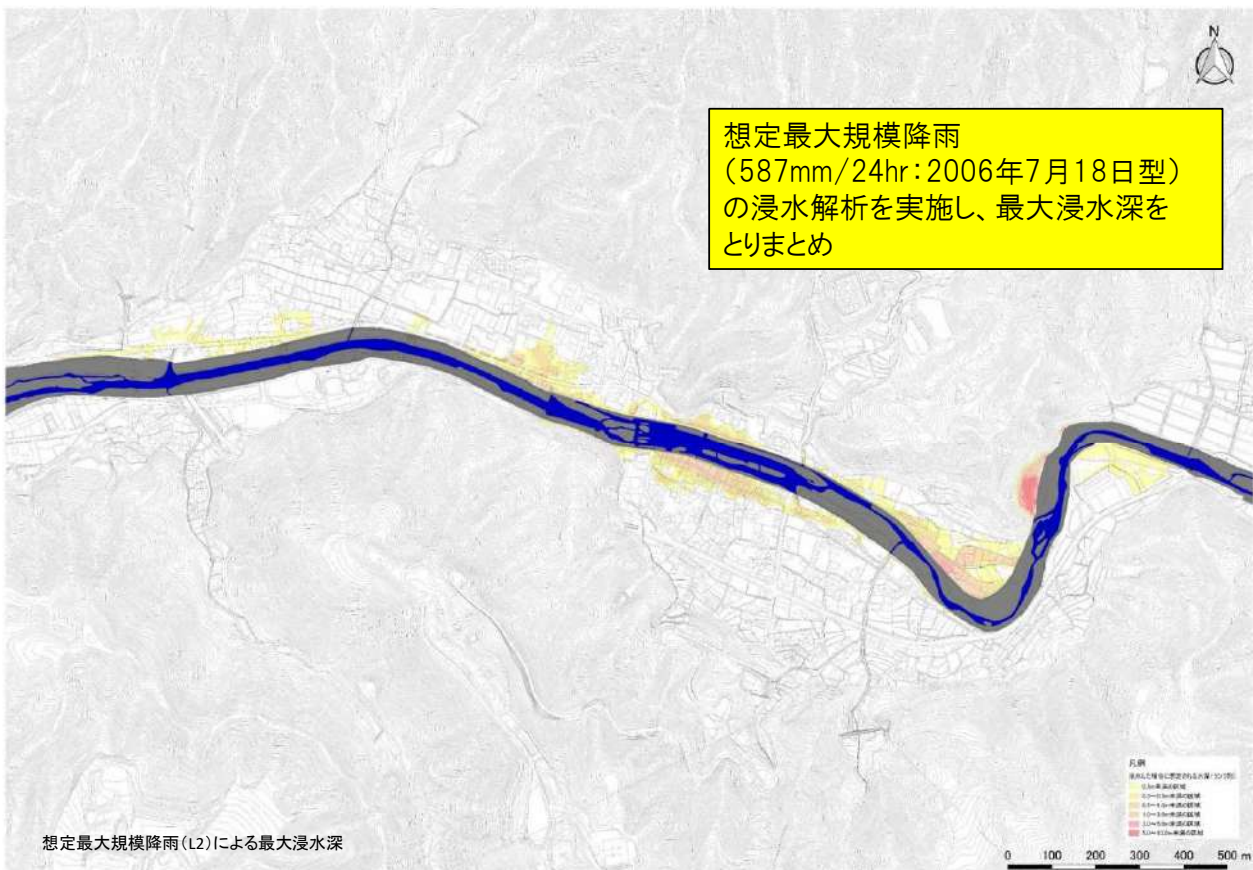 N
想定最大規模降雨
(587mm/24hr:2006年7月18日型)
の浸水解析を実施し、最大浸水深を
とりまとめ
凡例
想定最大規模降雨(L2)による最大浸水深
0 100 200 300 400 500 m